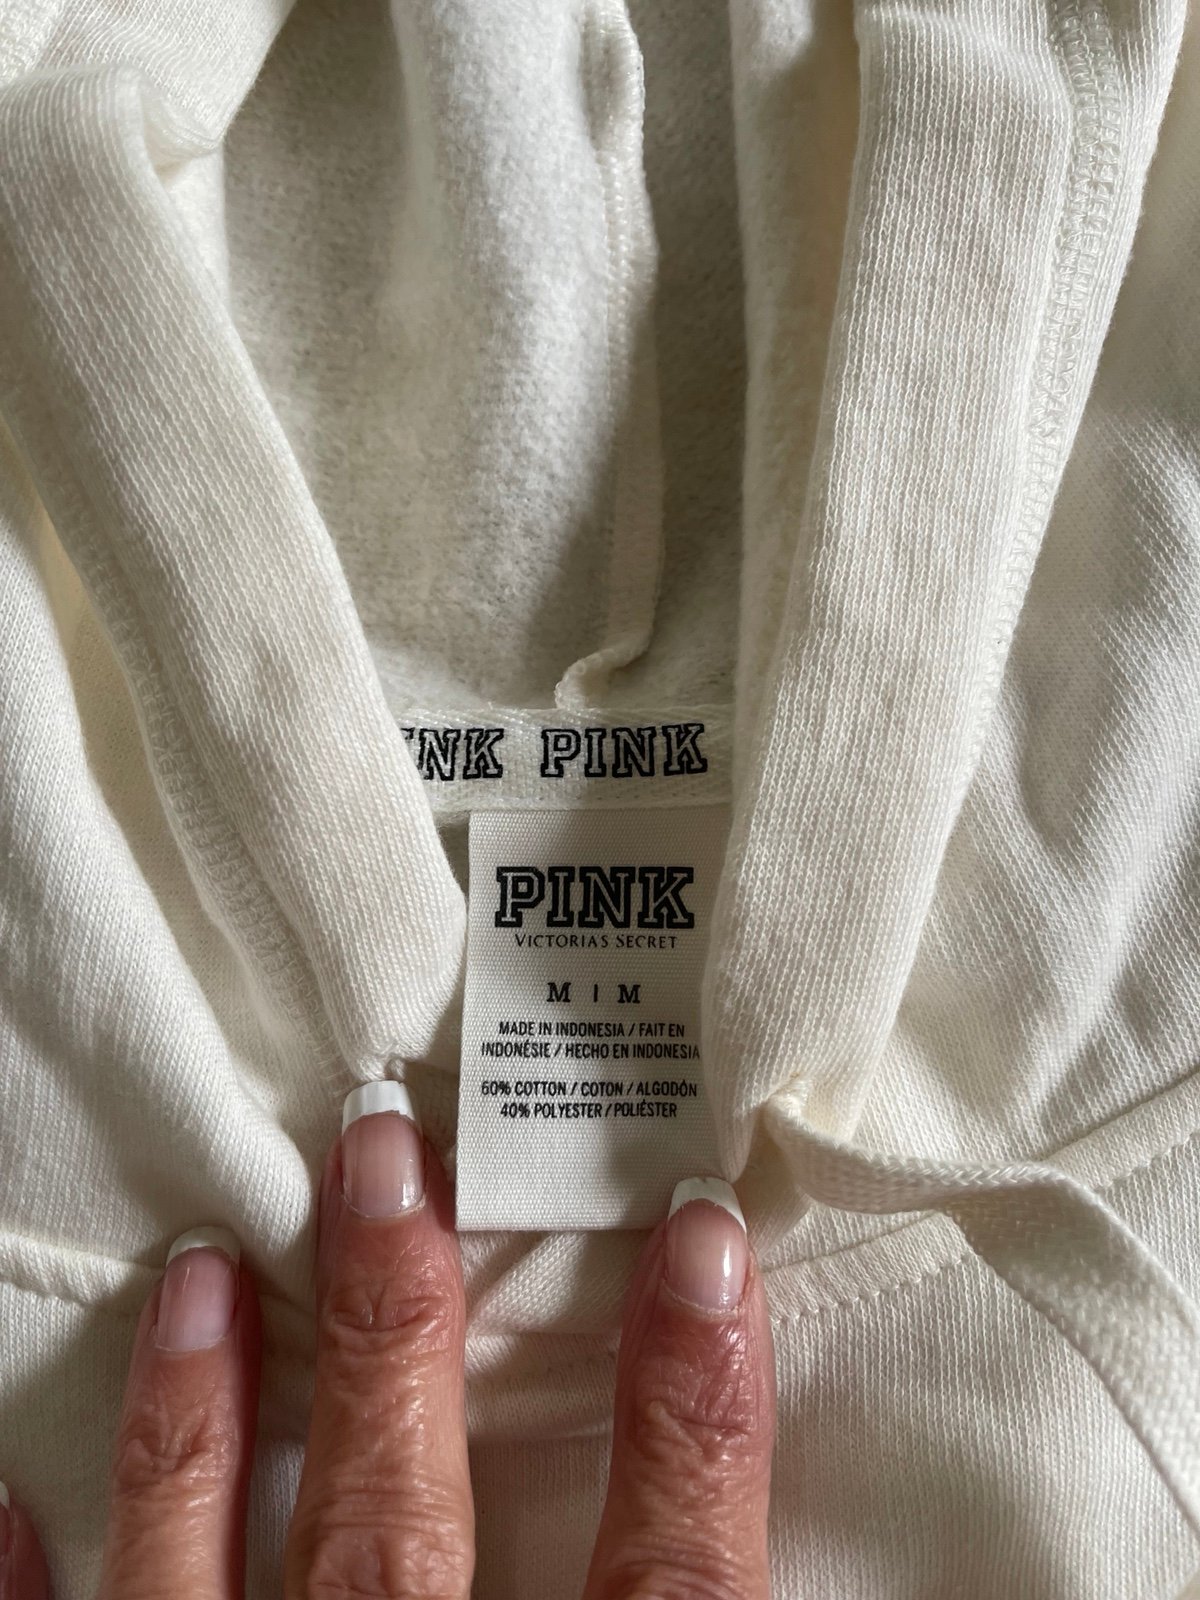 PINK PINK
PINK
VICTORIA'S SECRET
M | M
MADE IN INDONESIA / FAIT EN
INDONÉSIE / HECHO EN INDONESIA
60% COTTON / COTON / ALGODÓN
40% POLYESTER / POLIÉSTER